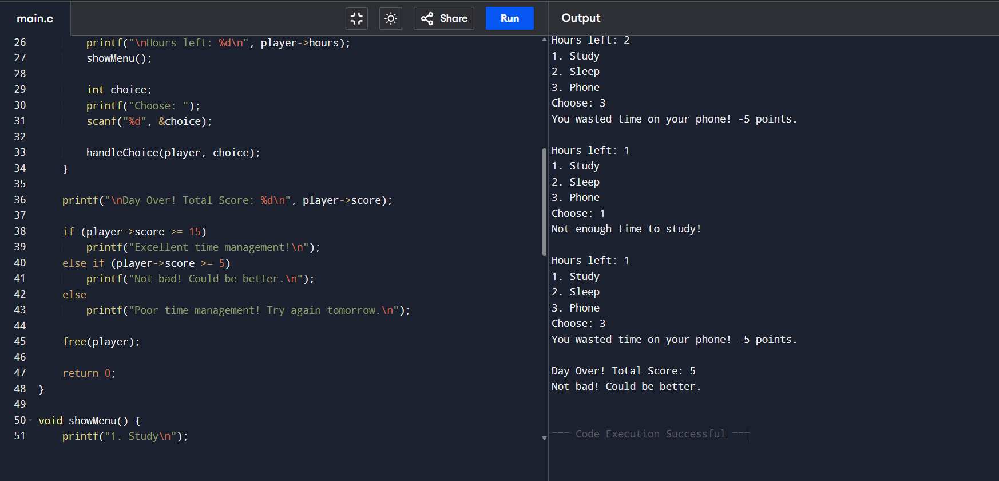 main.c
Share
Run
Output
26 printf("\nHours left: %d\n", player->hours);
27 showMenu();
28
29 int choice;
30 printf("Choose: ");
31 scanf("%d", &choice);
32
33 handleChoice(player, choice);
34 }
35
36 printf("\nDay Over! Total Score: %d\n", player->score);
37
38 if (player->score >= 15)
39 printf("Excellent time management!\n");
40 else if (player->score >= 5)
41 printf("Not bad! Could be better.\n");
42 else
43 printf("Poor time management! Try again tomorrow.\n");
44
45 free(player);
46
47 return 0;
48 }
49
50 void showMenu() {
51 printf("1. Study\n");
Hours left: 2
1. Study
2. Sleep
3. Phone
Choose: 3
You wasted time on your phone! -5 points.
Hours left: 1
1. Study
2. Sleep
3. Phone
Choose: 1
Not enough time to study!
Hours left: 1
1. Study
2. Sleep
3. Phone
Choose: 3
You wasted time on your phone! -5 points.
Day Over! Total Score: 5
Not bad! Could be better.
=== Code Execution Successful ===